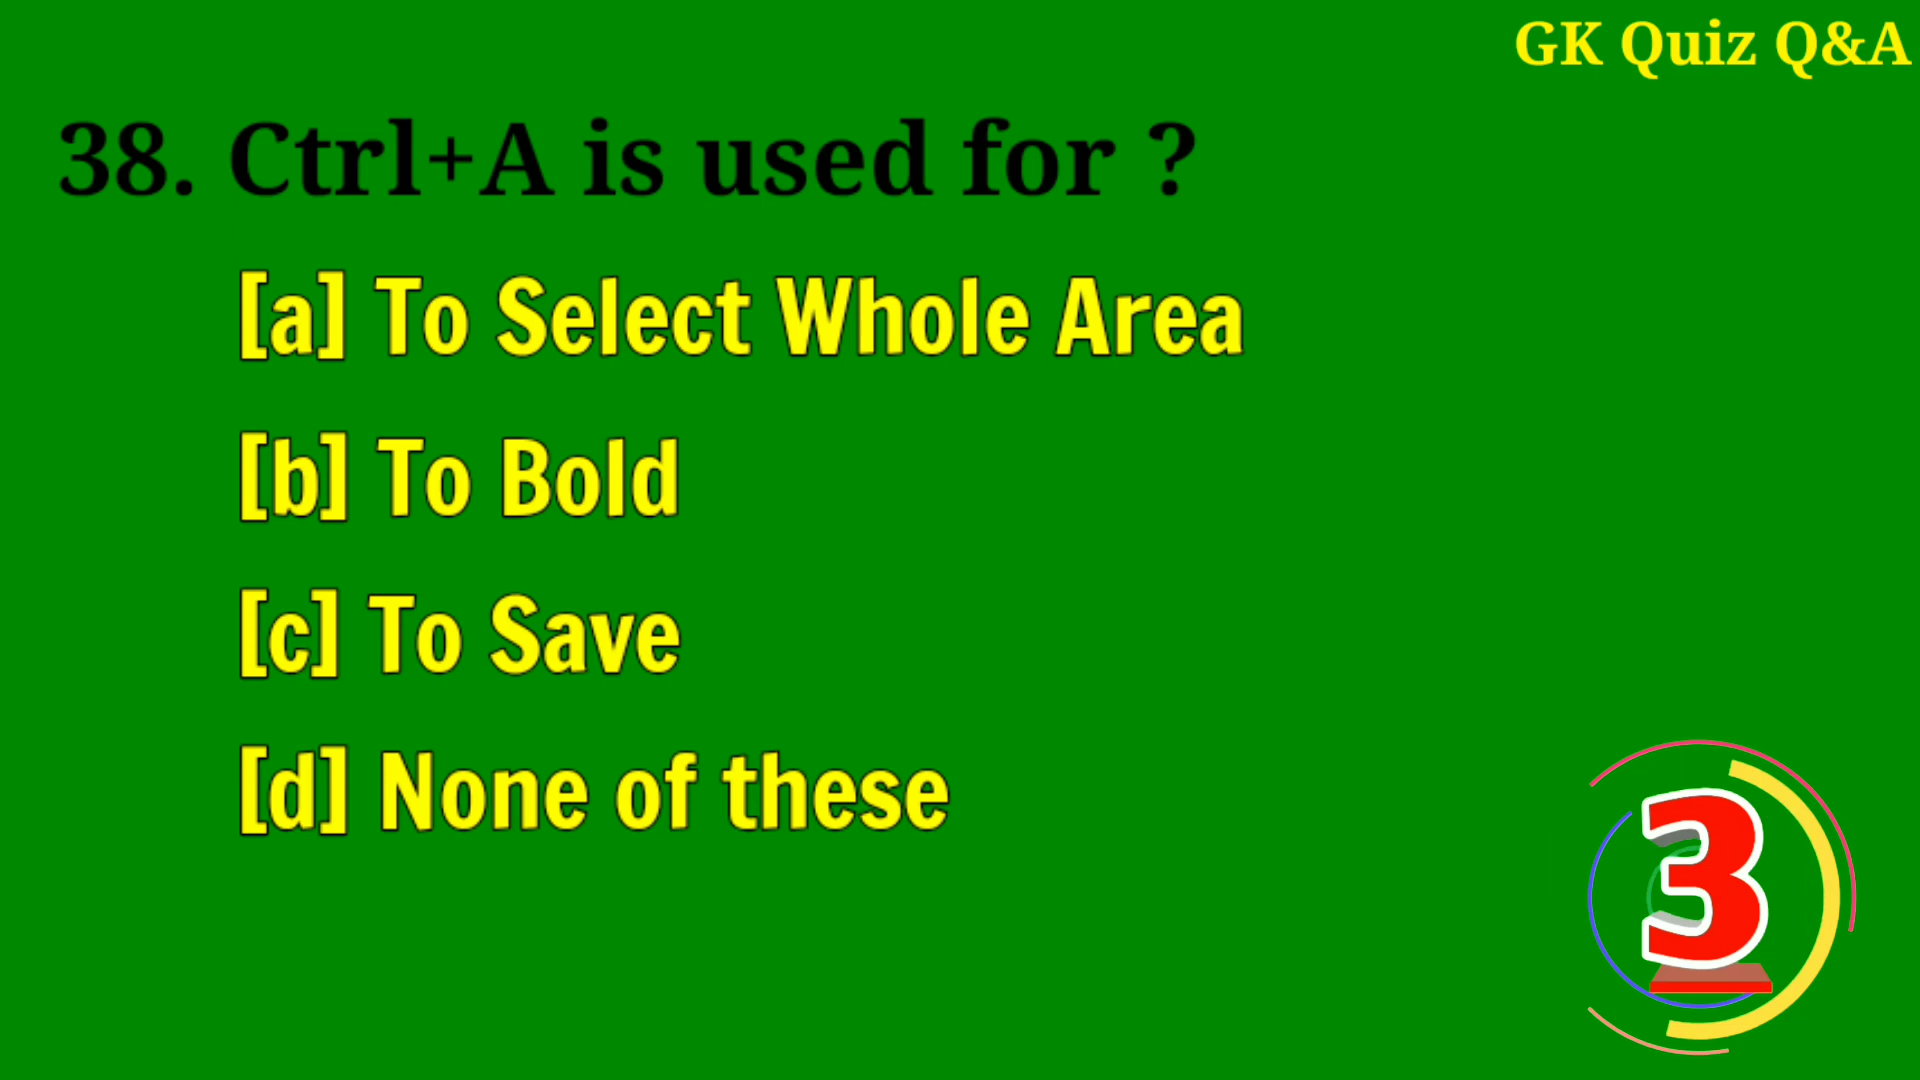 GK Quiz Q&A
38. Ctrl+A is used for ?
[a] To Select Whole Area
[b] To Bold
[c] To Save
[d] None of these
3